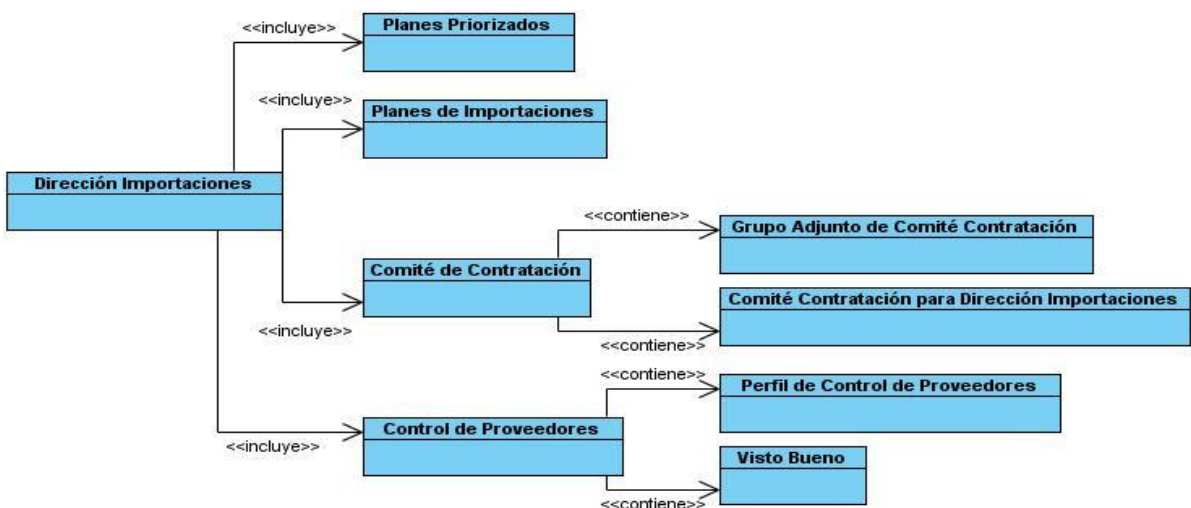 <<incluye>>
Planes Priorizados
<<incluye>>
Planes de Importaciones
Dirección Importaciones
<<contiene>>
Grupo Adjunto de Comité Contratación
Comité de Contratación
Comité Contratación para Dirección Importaciones
<<incluye>>
<<contiene>>
<<contiene>>
Perfil de Control de Proveedores
Control de Proveedores
<<incluye>>
Visto Bueno
<<contiene>>